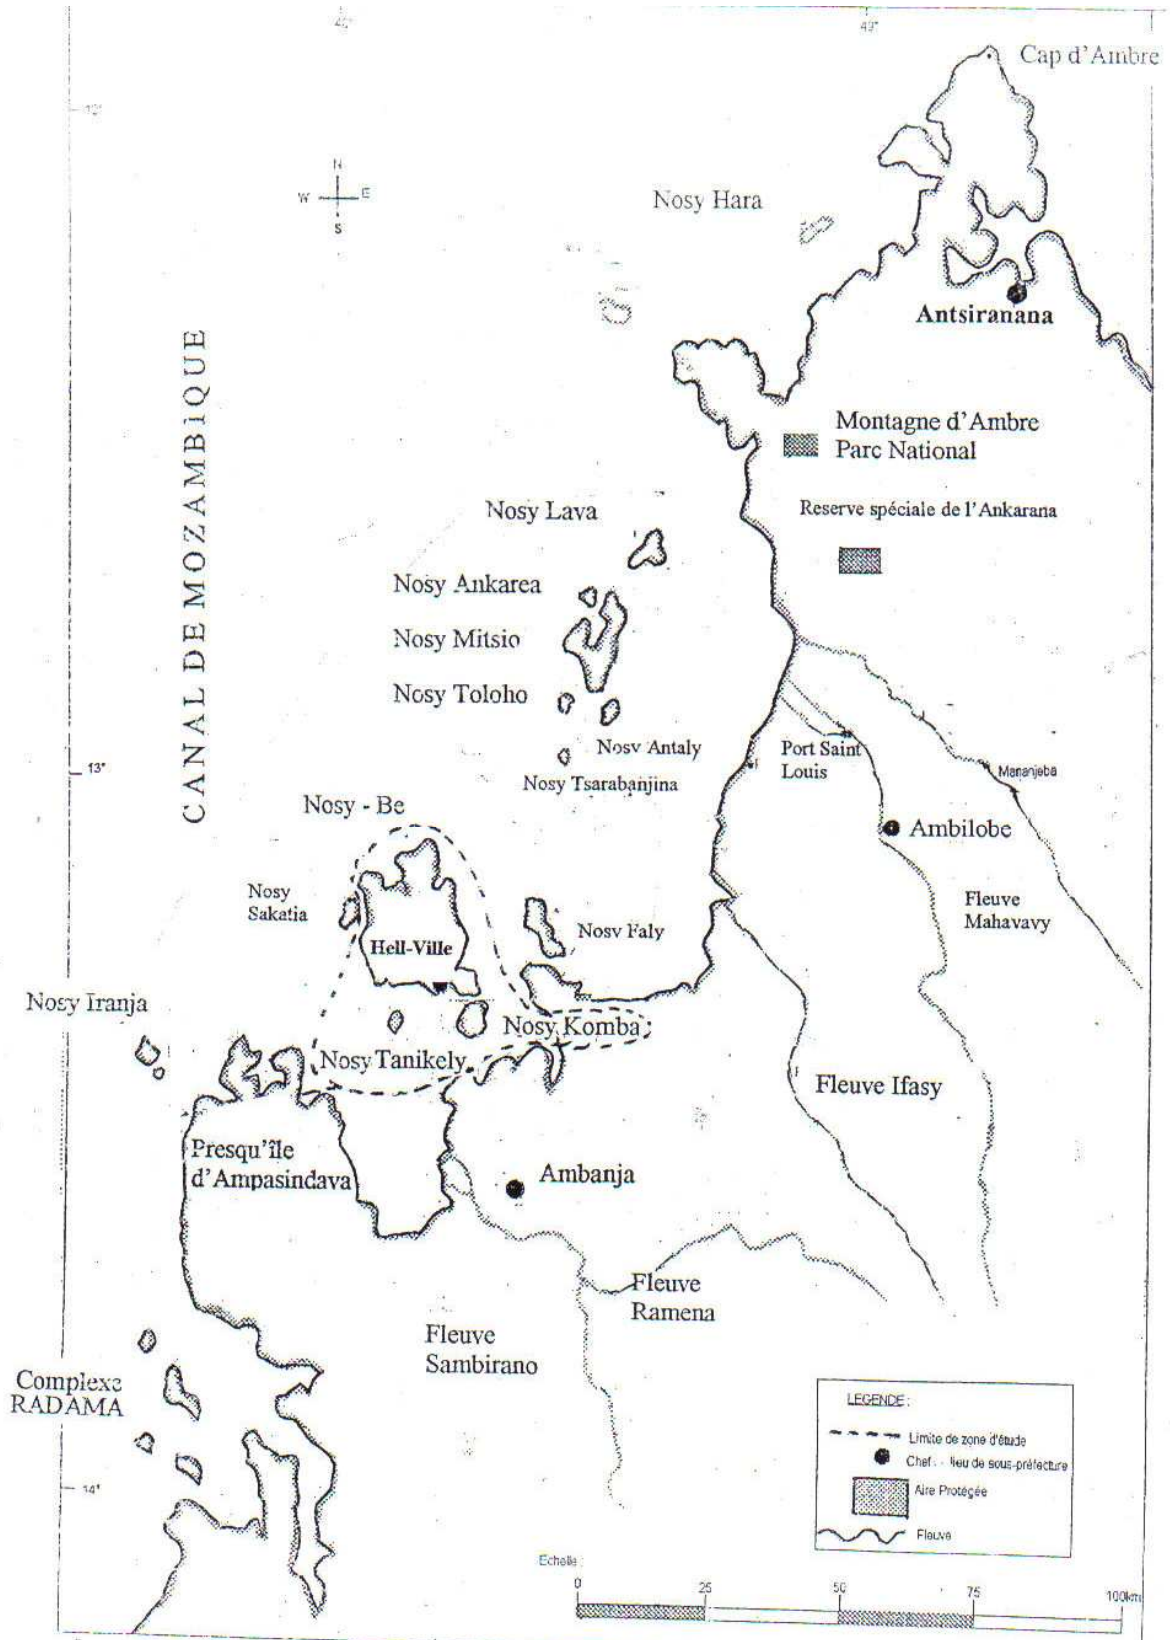 49°
Cap d'Ambre
N
W E
S
Nosy Hara
Antsiranana
CANAL DE MOZAMBIQUE
Montagne d'Ambre
Parc National
Nosy Lava
Reserve spéciale de l'Ankarana
Nosy Ankarea
Nosy Mitsio
Nosy Toloho
Nosy Antaly
Port Saint
Louis
Mananjeba
13°
Nosy Tsarabanjina
Nosy - Be
Ambilobe
Nosy
Sakatia
Fleuve
Mahavavy
Nosy Faly
Hell-Ville
Nosy Iranja
Nosy Komba
Nosy Tanikely
Fleuve Ifasy
Presqu'île
d'Ampasindava
Ambanja
Fleuve
Ramena
Fleuve
Sambirano
Complexe
RADAMA
14°
LEGENDE :
Limite de zone d'étude
Chef - lieu de sous-préfecture
Aire Protégée
Fleuve
Echelle :
0 25 50 75 100km